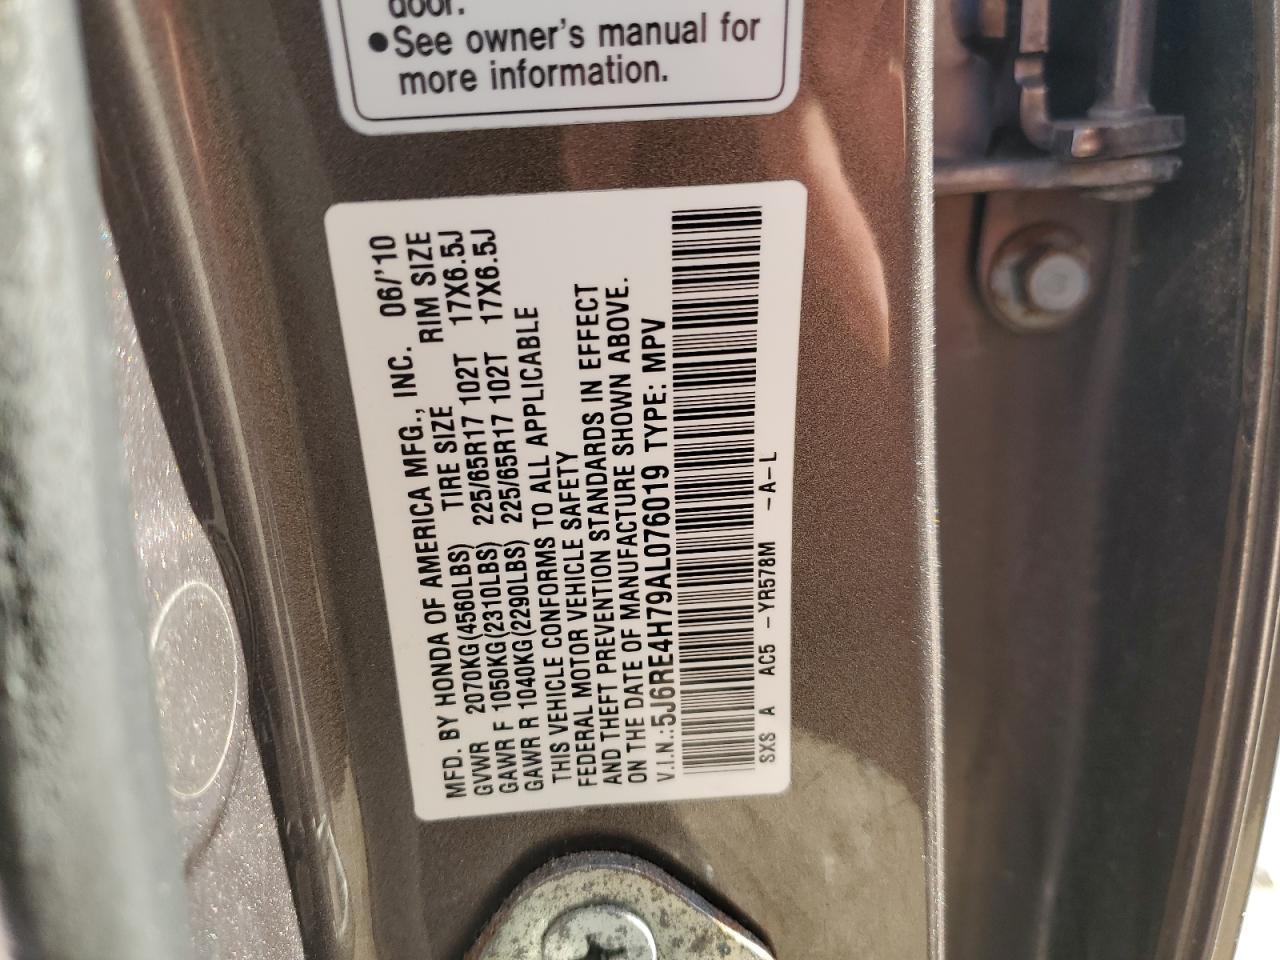 door.
●See owner's manual for
more information.
MFD. BY HONDA OF AMERICA MFG., INC. 06/'10
GVWR 2070KG(4560LBS) TIRE SIZE RIM SIZE
GAWR F 1050KG(2310LBS) 225/65R17 102T 17X6.5J
GAWR R 1040KG(2290LBS) 225/65R17 102T 17X6.5J
THIS VEHICLE CONFORMS TO ALL APPLICABLE
FEDERAL MOTOR VEHICLE SAFETY
AND THEFT PREVENTION STANDARDS IN EFFECT
ON THE DATE OF MANUFACTURE SHOWN ABOVE.
V.I.N.:5J6RE4H79AL076019 TYPE: MPV
SXS A AC5 -YR578M -A-L